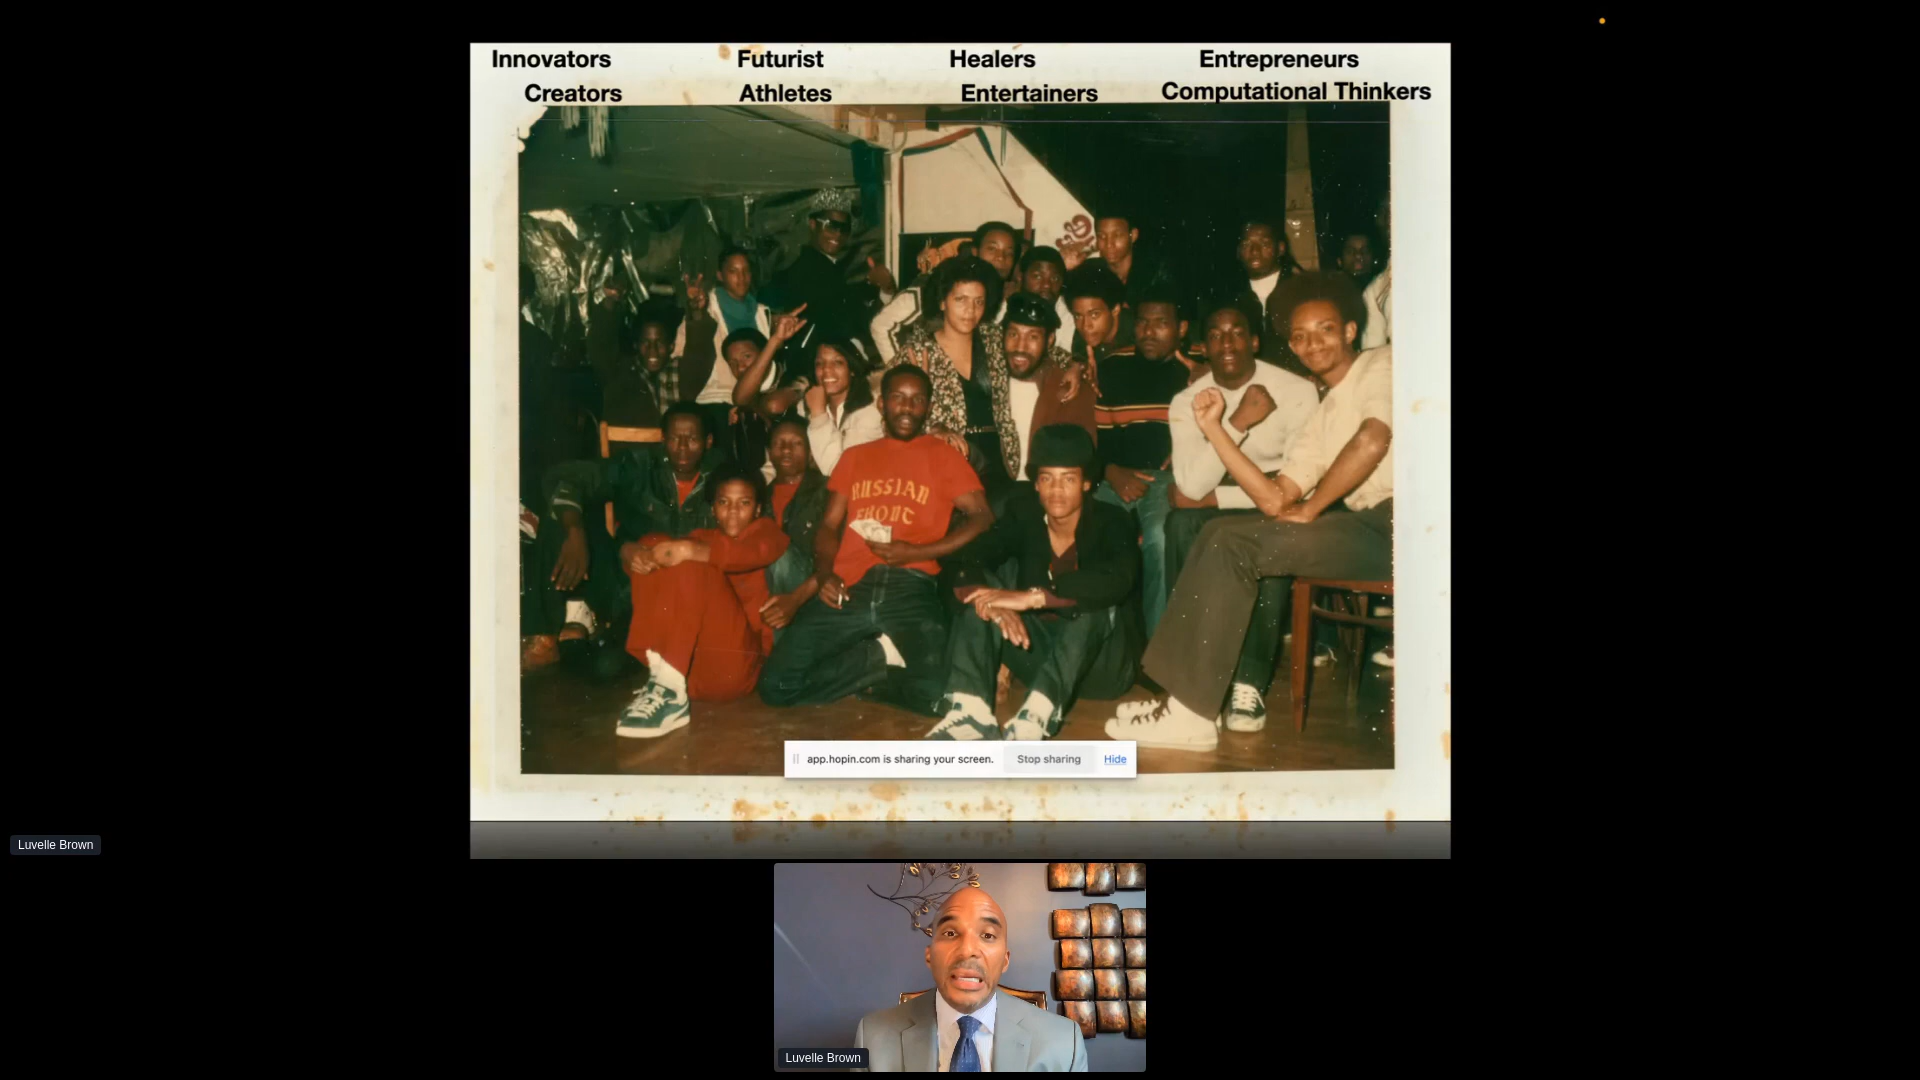 Innovators Futurist Healers Entrepreneurs
Creators Athletes Entertainers Computational Thinkers
RUSSIAN
FRONT
app.hopin.com is sharing your screen. Stop sharing Hide
Luvelle Brown
Luvelle Brown